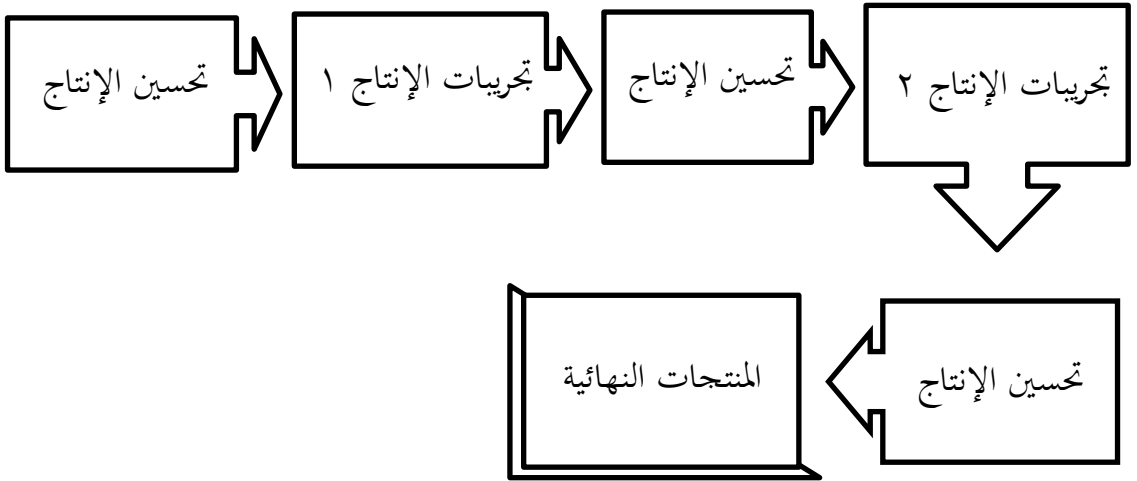 تحسين الإنتاج
تجريبات الإنتاج ١
تحسين الإنتاج
تجريبات الإنتاج ٢
تحسين الإنتاج
المنتجات النهائية